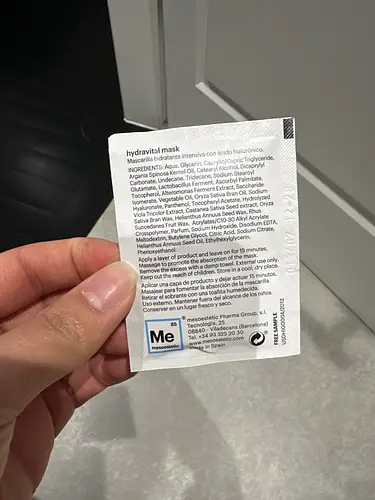 hydravital mask
Mascarilla hidratante intensiva con ácido hialurónico.
INGREDIENTS: Aqua, Glycerin, Caprylic/Capric Triglyceride,
Argania Spinosa Kernel Oil, Cetearyl Alcohol, Dicaprylyl
Carbonate, Undecane, Tridecane, Sodium Stearoyl
Glutamate, Lactobacillus Ferment, Ascorbyl Palmitate,
Tocopherol, Alteromonas Ferment Extract, Saccharide
Isomerate, Vegetable Oil, Oryza Sativa Bran Oil, Sodium
Hyaluronate, Panthenol, Tocopheryl Acetate, Hydrolyzed
Viola Tricolor Extract, Castanea Sativa Seed extract, Oryza
Sativa Bran Wax, Helianthus Annuus Seed Wax, Rhus
Succedanea Fruit Wax, Acrylates/C10-30 Alkyl Acrylate
Crosspolymer, Parfum, Sodium Hydroxide, Disodium EDTA,
Maltodextrin, Butylene Glycol, Citric Acid, Sodium Citrate,
Helianthus Annuus Seed Oil, Ethylhexylglycerin,
Phenoxyethanol.
Apply a layer of product and leave on for 15 minutes.
Massage to promote the absorption of the mask.
Remove the excess with a damp towel. External use only.
Keep out the reach of children. Store in a cool, dry place.
Aplicar una capa de producto y dejar actuar 15 minutos.
Masajear para fomentar la absorción de la mascarilla.
Retirar el sobrante con una toallita humedecida.
Uso externo. Mantener fuera del alcance de los niños.
Conservar en un lugar fresco y seco.
65
Me
mesoestetic
®
mesoestetic Pharma Group, s.l.
Tecnología, 25
08840 - Viladecans (Barcelona)
Tel. +34 93 325 20 30
www.mesoestetic.com
Made in Spain
FREE SAMPLE